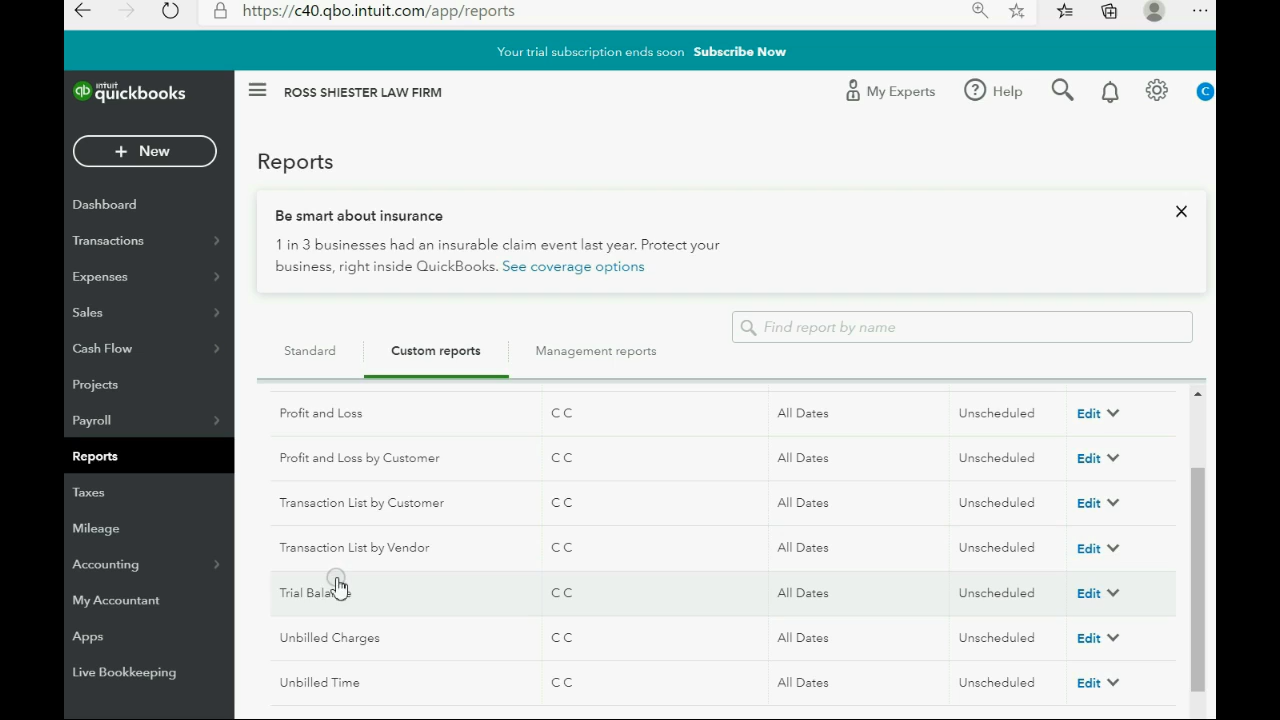 https://c40.qbo.intuit.com/app/reports
Your trial subscription ends soon Subscribe Now
intuit quickbooks
ROSS SHIESTER LAW FIRM
My Experts
Help
C
+ New
Dashboard
Transactions
Expenses
Sales
Cash Flow
Projects
Payroll
Reports
Taxes
Mileage
Accounting
My Accountant
Apps
Live Bookkeeping
Reports
Be smart about insurance
1 in 3 businesses had an insurable claim event last year. Protect your
business, right inside QuickBooks. See coverage options
Find report by name
Standard Custom reports Management reports
Profit and Loss C C All Dates Unscheduled Edit
Profit and Loss by Customer C C All Dates Unscheduled Edit
Transaction List by Customer C C All Dates Unscheduled Edit
Transaction List by Vendor C C All Dates Unscheduled Edit
Trial Balance C C All Dates Unscheduled Edit
Unbilled Charges C C All Dates Unscheduled Edit
Unbilled Time C C All Dates Unscheduled Edit